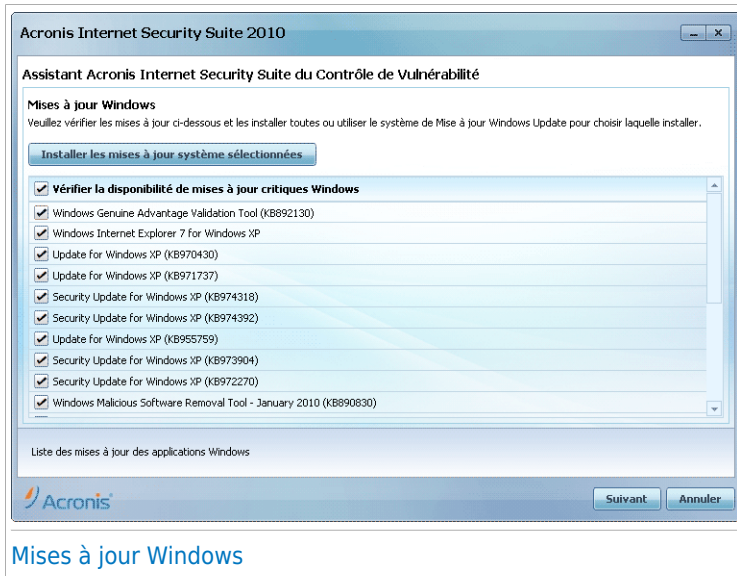 Acronis Internet Security Suite 2010
Assistant Acronis Internet Security Suite du Contrôle de Vulnérabilité
Mises à jour Windows
Veuillez vérifier les mises à jour ci-dessous et les installer toutes ou utiliser le système de Mise à jour Windows Update pour choisir laquelle installer.
Installer les mises à jour système sélectionnées
Vérifier la disponibilité de mises à jour critiques Windows
Windows Genuine Advantage Validation Tool (KB892130)
Windows Internet Explorer 7 for Windows XP
Update for Windows XP (KB970430)
Update for Windows XP (KB971737)
Security Update for Windows XP (KB974318)
Security Update for Windows XP (KB974392)
Update for Windows XP (KB955759)
Security Update for Windows XP (KB973904)
Security Update for Windows XP (KB972270)
Windows Malicious Software Removal Tool - January 2010 (KB890830)
Liste des mises à jour des applications Windows
Acronis
Suivant
Annuler
Mises à jour Windows